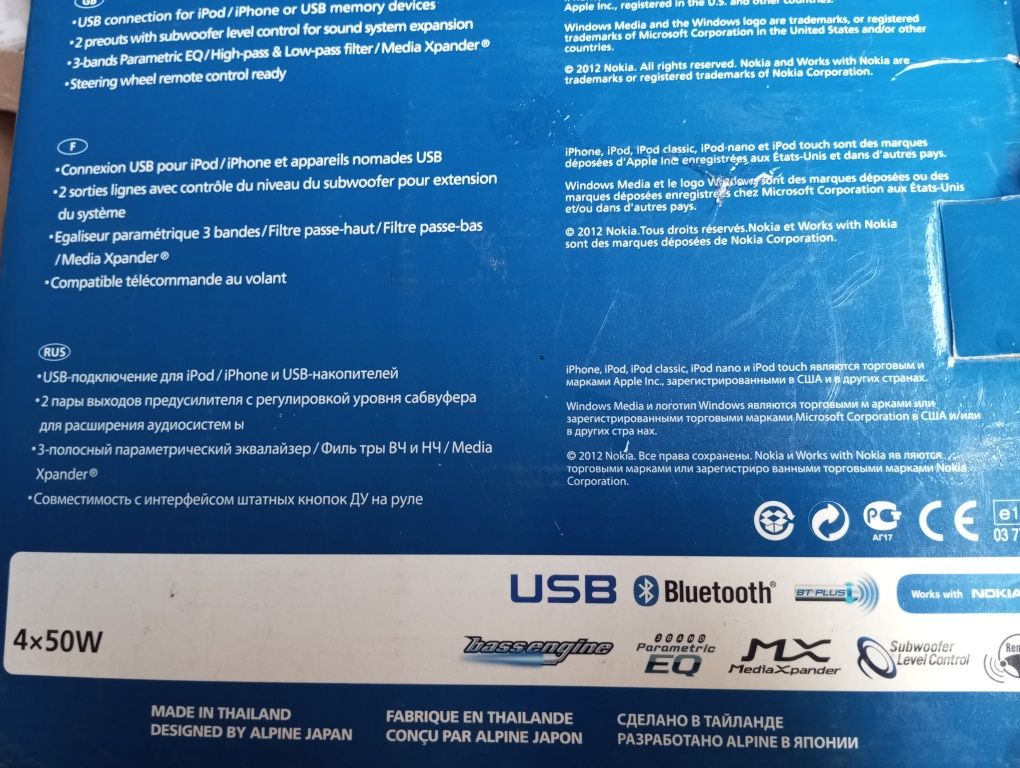 GB
•USB connection for iPod/iPhone or USB memory devices
•2 preouts with subwoofer level control for sound system expansion
•3-bands Parametric EQ/High-pass & Low-pass filter/Media Xpander®
•Steering wheel remote control ready
Apple Inc., registered in the U.S. and other countries.
Windows Media and the Windows logo are trademarks, or registered
trademarks of Microsoft Corporation in the United States and/or other
countries.
© 2012 Nokia. All rights reserved. Nokia and Works with Nokia are
trademarks or registered trademarks of Nokia Corporation.
F
•Connexion USB pour iPod/iPhone et appareils nomades USB
•2 sorties lignes avec contrôle du niveau du subwoofer pour extension
du système
•Egaliseur paramétrique 3 bandes/Filtre passe-haut/Filtre passe-bas
/Media Xpander®
•Compatible télécommande au volant
iPhone, iPod, iPod classic, iPod nano et iPod touch sont des marques
déposées d'Apple Inc enregistrées aux États-Unis et dans d'autres pays.
Windows Media et le logo Windows sont des marques déposées ou des
marques déposées enregistrées chez Microsoft Corporation aux États-Unis
et/ou dans d'autres pays.
© 2012 Nokia.Tous droits réservés.Nokia et Works with Nokia
sont des marques déposées de Nokia Corporation.
RUS
•USB-подключение для iPod/iPhone и USB-накопителей
•2 пары выходов предусилителя с регулировкой уровня сабвуфера
для расширения аудиосистем ы
•3-полосный параметрический эквалайзер/Филь тры ВЧ и НЧ/Media
Xpander®
•Совместимость с интерфейсом штатных кнопок ДУ на руле
iPhone, iPod, iPod classic, iPod nano и iPod touch являются торговым и
марками Apple Inc., зарегистрированными в США и в других странах.
Windows Media и логотип Windows являются торговыми м арками или
зарегистрированными торговыми марками Microsoft Corporation в США и/или
в других стра нах.
© 2012 Nokia. Все права сохранены. Nokia и Works with Nokia яв ляются
торговыми марками или зарегистриро ванными торговыми марками Nokia
Corporation.
АГ17
CE
e1
03 7
4×50W
USB Bluetooth® BT PLUS Works with NOKIA
bassengine Parametric EQ MX MediaXpander Subwoofer Level Control
MADE IN THAILAND
DESIGNED BY ALPINE JAPAN
FABRIQUE EN THAILANDE
CONÇU PAR ALPINE JAPON
СДЕЛАНО В ТАЙЛАНДЕ
РАЗРАБОТАНО ALPINE В ЯПОНИИ